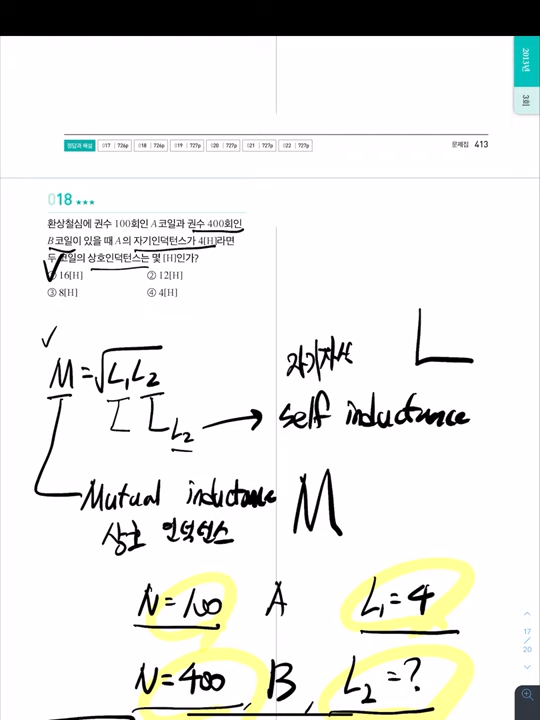 2013년
3회
정답과 해설 017 | 726p 018 | 726p 019 | 727p 020 | 727p 021 | 727p 022 | 727p
문제집 413
018 ★★★
환상철심에 권수 100회인 A코일과 권수 400회인
B코일이 있을 때 A의 자기인덕턴스가 4[H]라면
두 코일의 상호인덕턴스는 몇 [H]인가?
① 16[H] ② 12[H]
③ 8[H] ④ 4[H]
M = √L₁L₂
L₂
자기자신
L
self inductance
Mutual inductance
M
상호 인덕턴스
N=100 A L₁=4
N=400, B, L₂=?
17
/
20